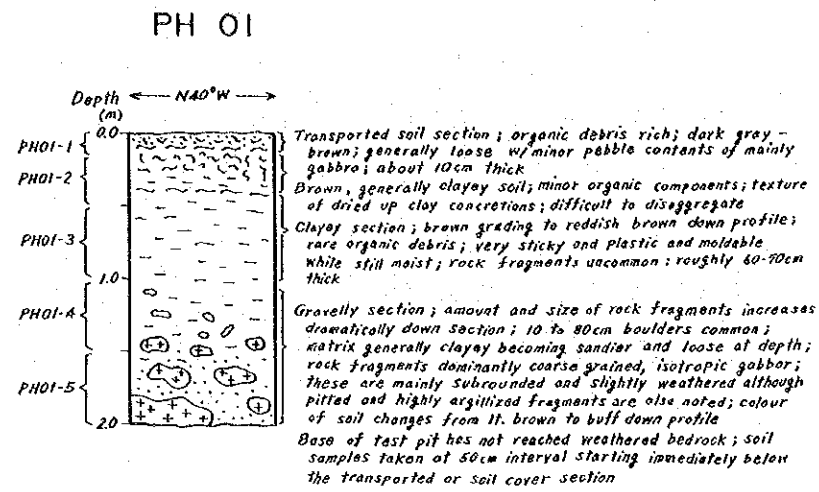 PH 01
Depth N40°W
(m)
0.0
PH01-1
PH01-2
PH01-3
1.0
PH01-4
PH01-5
2.0
Transported soil section ; organic debris rich; dark gray -
brown; generally loose w/ minor pebble contents of mainly
gabbro; about 10cm thick
Brown, generally clayey soil; minor organic components; texture
of dried up clay concretions ; difficult to disaggregate
Clayey section ; brown grading to reddish brown down profile;
rare organic debris; very sticky and plastic and moldable
while still moist; rock fragments uncommon ; roughly 60-70cm
thick
Gravelly section ; amount and size of rock fragments increases
dramatically down section ; 10 to 80cm boulders common ;
matrix generally clayey becoming sandier and loose at depth;
rock fragments dominantly coarse grained, isotropic gabbor;
these are mainly subrounded and slightly weathered although
pitted and highly argillized fragments are also noted; colour
of soil changes from lt. brown to buff down profile
Base of test pit has not reached weathered bedrock ; soil
samples taken at 50cm interval starting immediately below
the transported or soil cover section